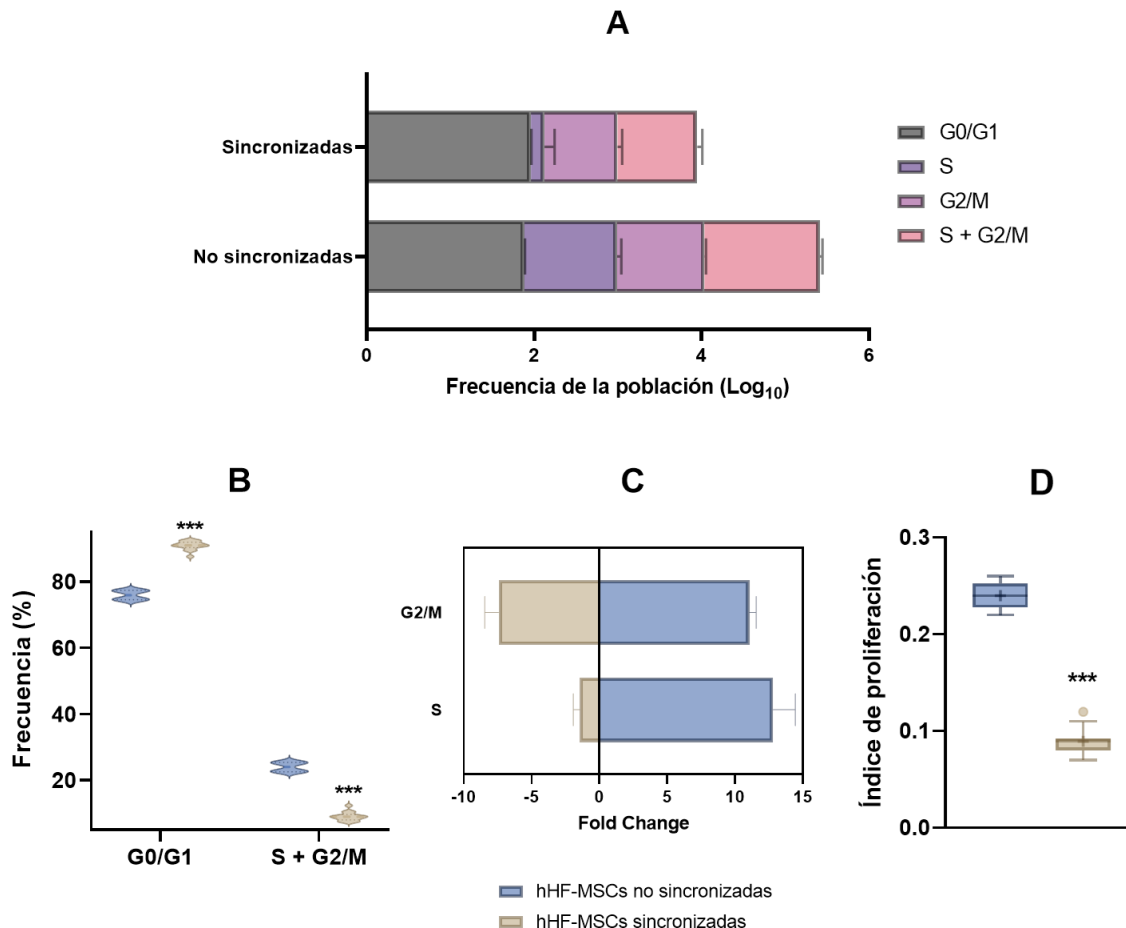 A
Sincronizadas
No sincronizadas
0 2 4 6
Frecuencia de la población (Log₁₀)
G0/G1
S
G2/M
S + G2/M
B
Frecuencia (%)
80
60
40
20
***
***
G0/G1 S + G2/M
C
G2/M
S
-10 -5 0 5 10 15
Fold Change
D
Índice de proliferación
0.3
0.2
0.1
0.0
***
hHF-MSCs no sincronizadas
hHF-MSCs sincronizadas